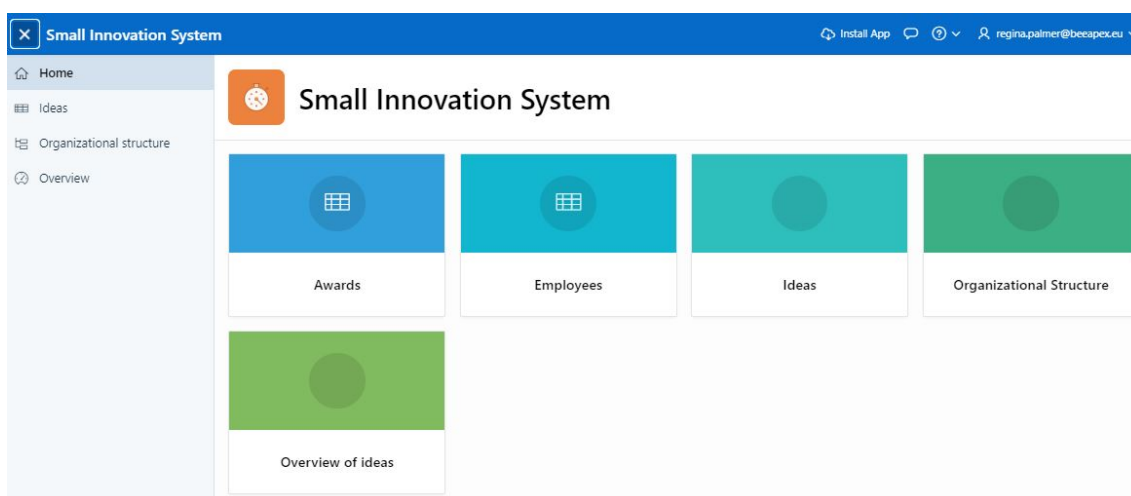 Small Innovation System
Install App
regina.palmer@beeapex.eu
Home
Ideas
Organizational structure
Overview
Small Innovation System
Awards
Employees
Ideas
Organizational Structure
Overview of ideas